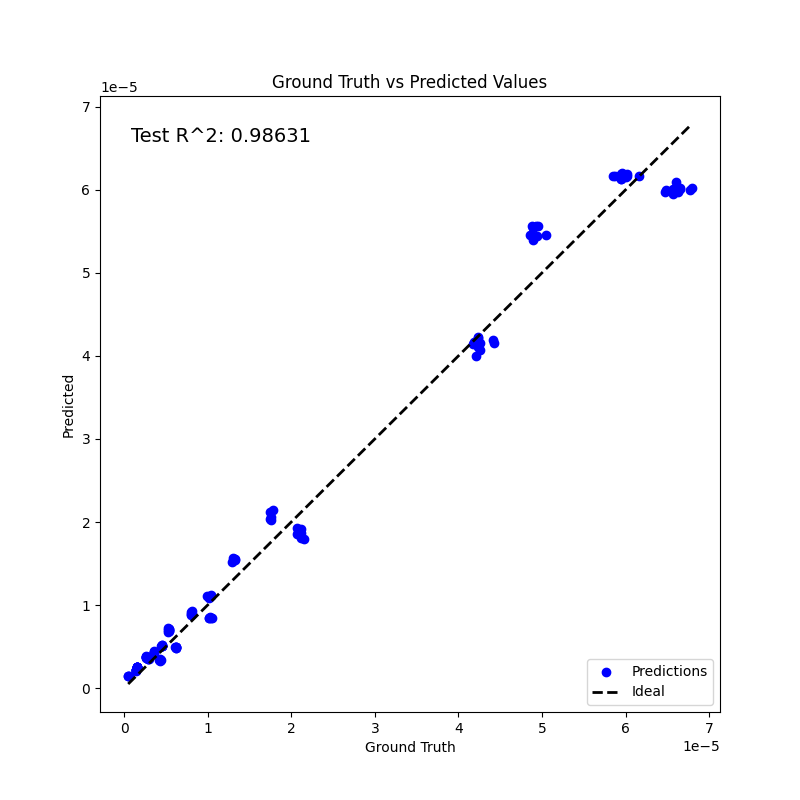 Ground Truth vs Predicted Values
1e−5
Test R^2: 0.98631
7
6
5
4
3
2
1
0
Predicted
Predictions
Ideal
0 1 2 3 4 5 6 7
1e−5
Ground Truth